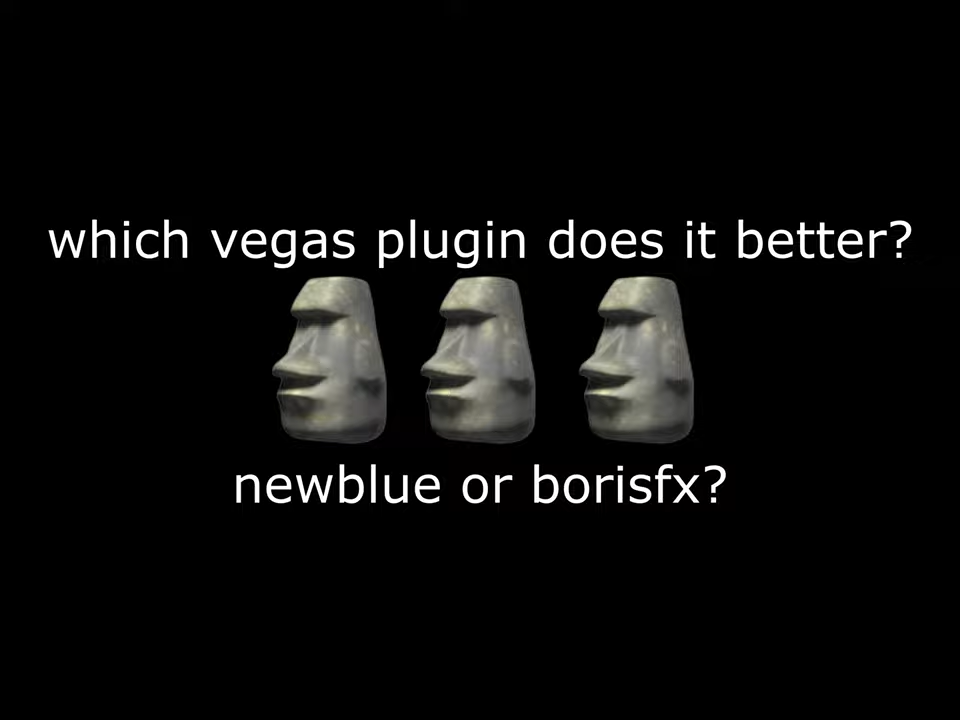 which vegas plugin does it better?
newblue or borisfx?